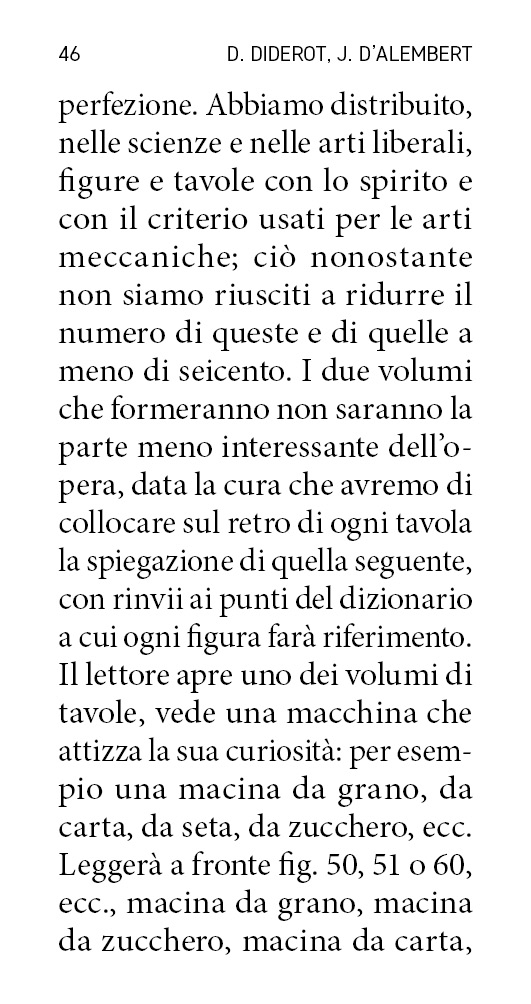 46 D. DIDEROT, J. D'ALEMBERT
perfezione. Abbiamo distribuito,
nelle scienze e nelle arti liberali,
figure e tavole con lo spirito e
con il criterio usati per le arti
meccaniche; ciò nonostante
non siamo riusciti a ridurre il
numero di queste e di quelle a
meno di seicento. I due volumi
che formeranno non saranno la
parte meno interessante dell’o-
pera, data la cura che avremo di
collocare sul retro di ogni tavola
la spiegazione di quella seguente,
con rinvii ai punti del dizionario
a cui ogni figura farà riferimento.
Il lettore apre uno dei volumi di
tavole, vede una macchina che
attizza la sua curiosità: per esem-
pio una macina da grano, da
carta, da seta, da zucchero, ecc.
Leggerà a fronte fig. 50, 51 o 60,
ecc., macina da grano, macina
da zucchero, macina da carta,